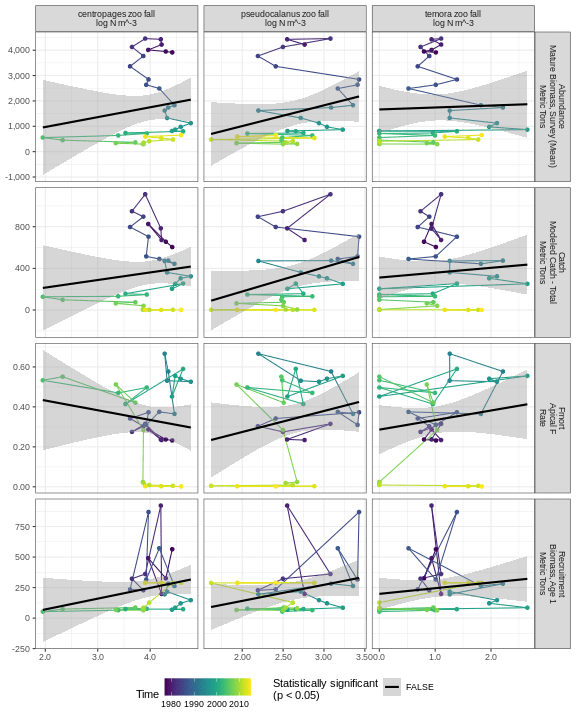 centropages zoo fall
log N m^-3
pseudocalanus zoo fall
log N m^-3
temora zoo fall
log N m^-3
4,000
3,000
2,000
1,000
0
-1,000
Abundance
Mature Biomass, Survey (Mean)
Metric Tons
800
400
0
Catch
Modeled Catch - Total
Metric Tons
0.60
0.40
0.20
0.00
Fmort
Apical F
Rate
750
500
250
0
-250
Recruitment
Biomass, Age 1
Metric Tons
2.0 3.0 4.0
2.00 2.50 3.00 3.50
0.0 1.0 2.0
Time
1980 1990 2000 2010
Statistically significant
(p < 0.05)
FALSE